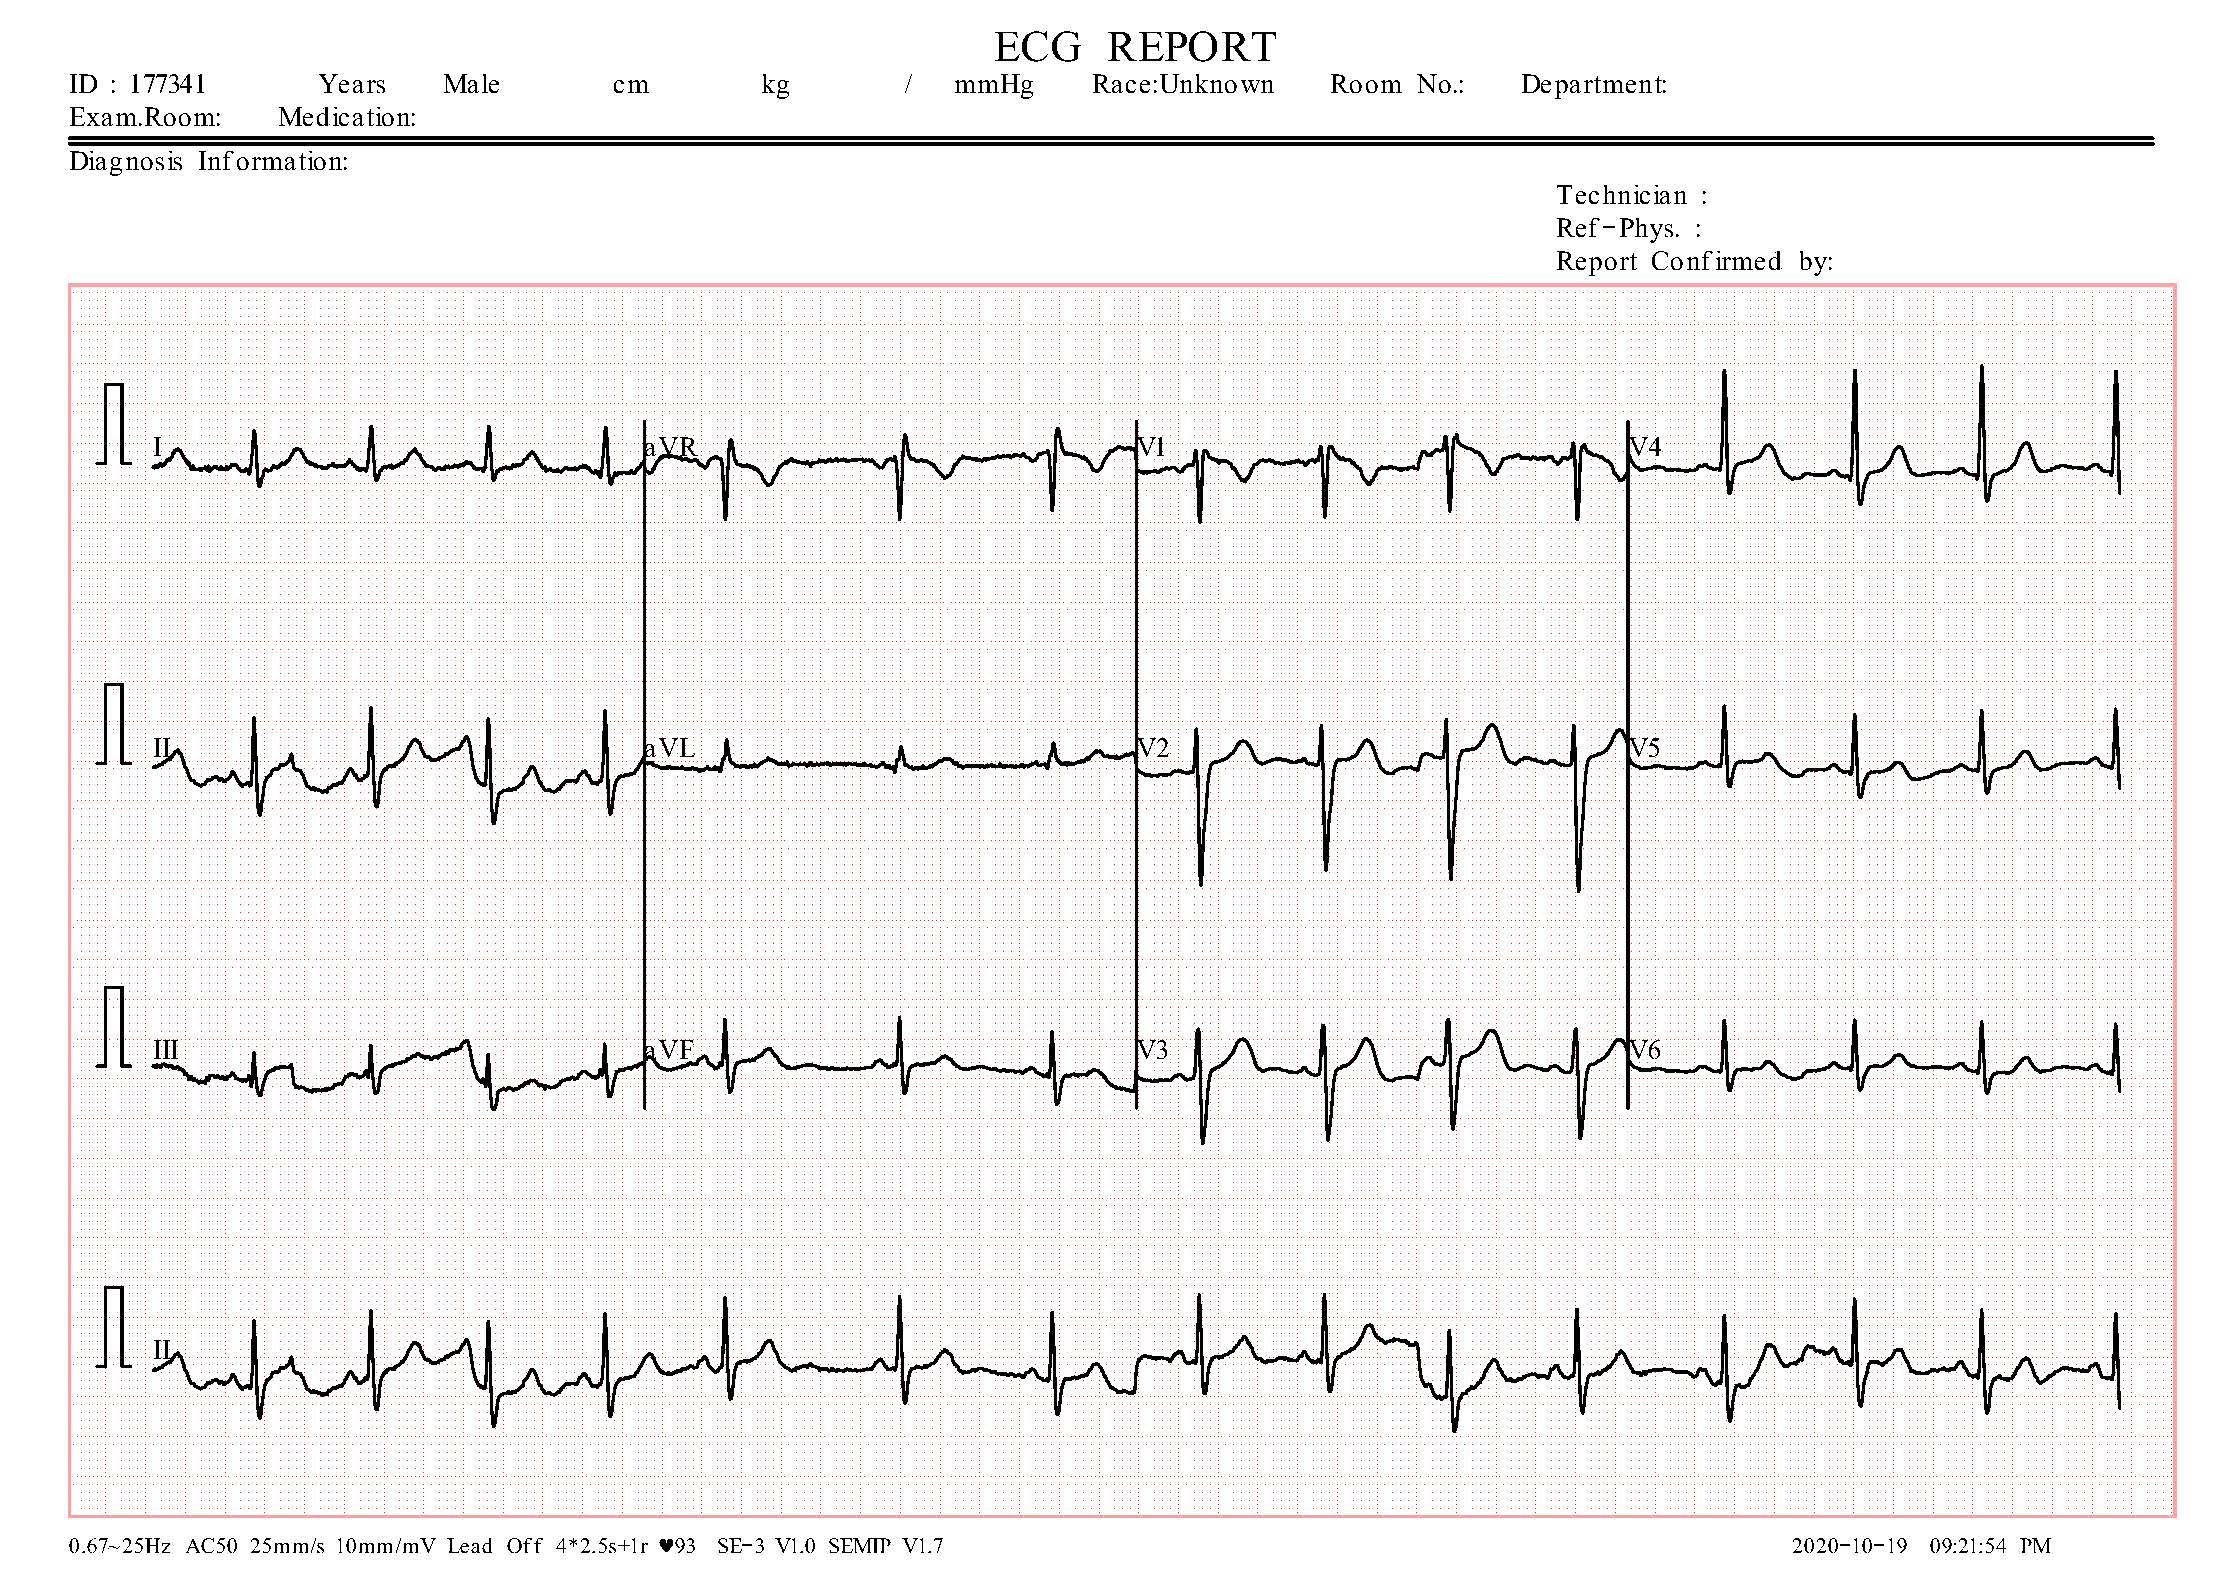 ECG REPORT
ID : 177341 Years Male cm kg / mmHg Race:Unknown Room No.: Department:
Exam.Room: Medication:
Diagnosis Information:
Technician :
Ref-Phys. :
Report Confirmed by:
I aVR V1 V4
II aVL V2 V5
III aVF V3 V6
II
0.67~25Hz AC50 25mm/s 10mm/mV Lead Off 4*2.5s+1r ♥93 SE-3 V1.0 SEMIP V1.7 2020-10-19 09:21:54 PM